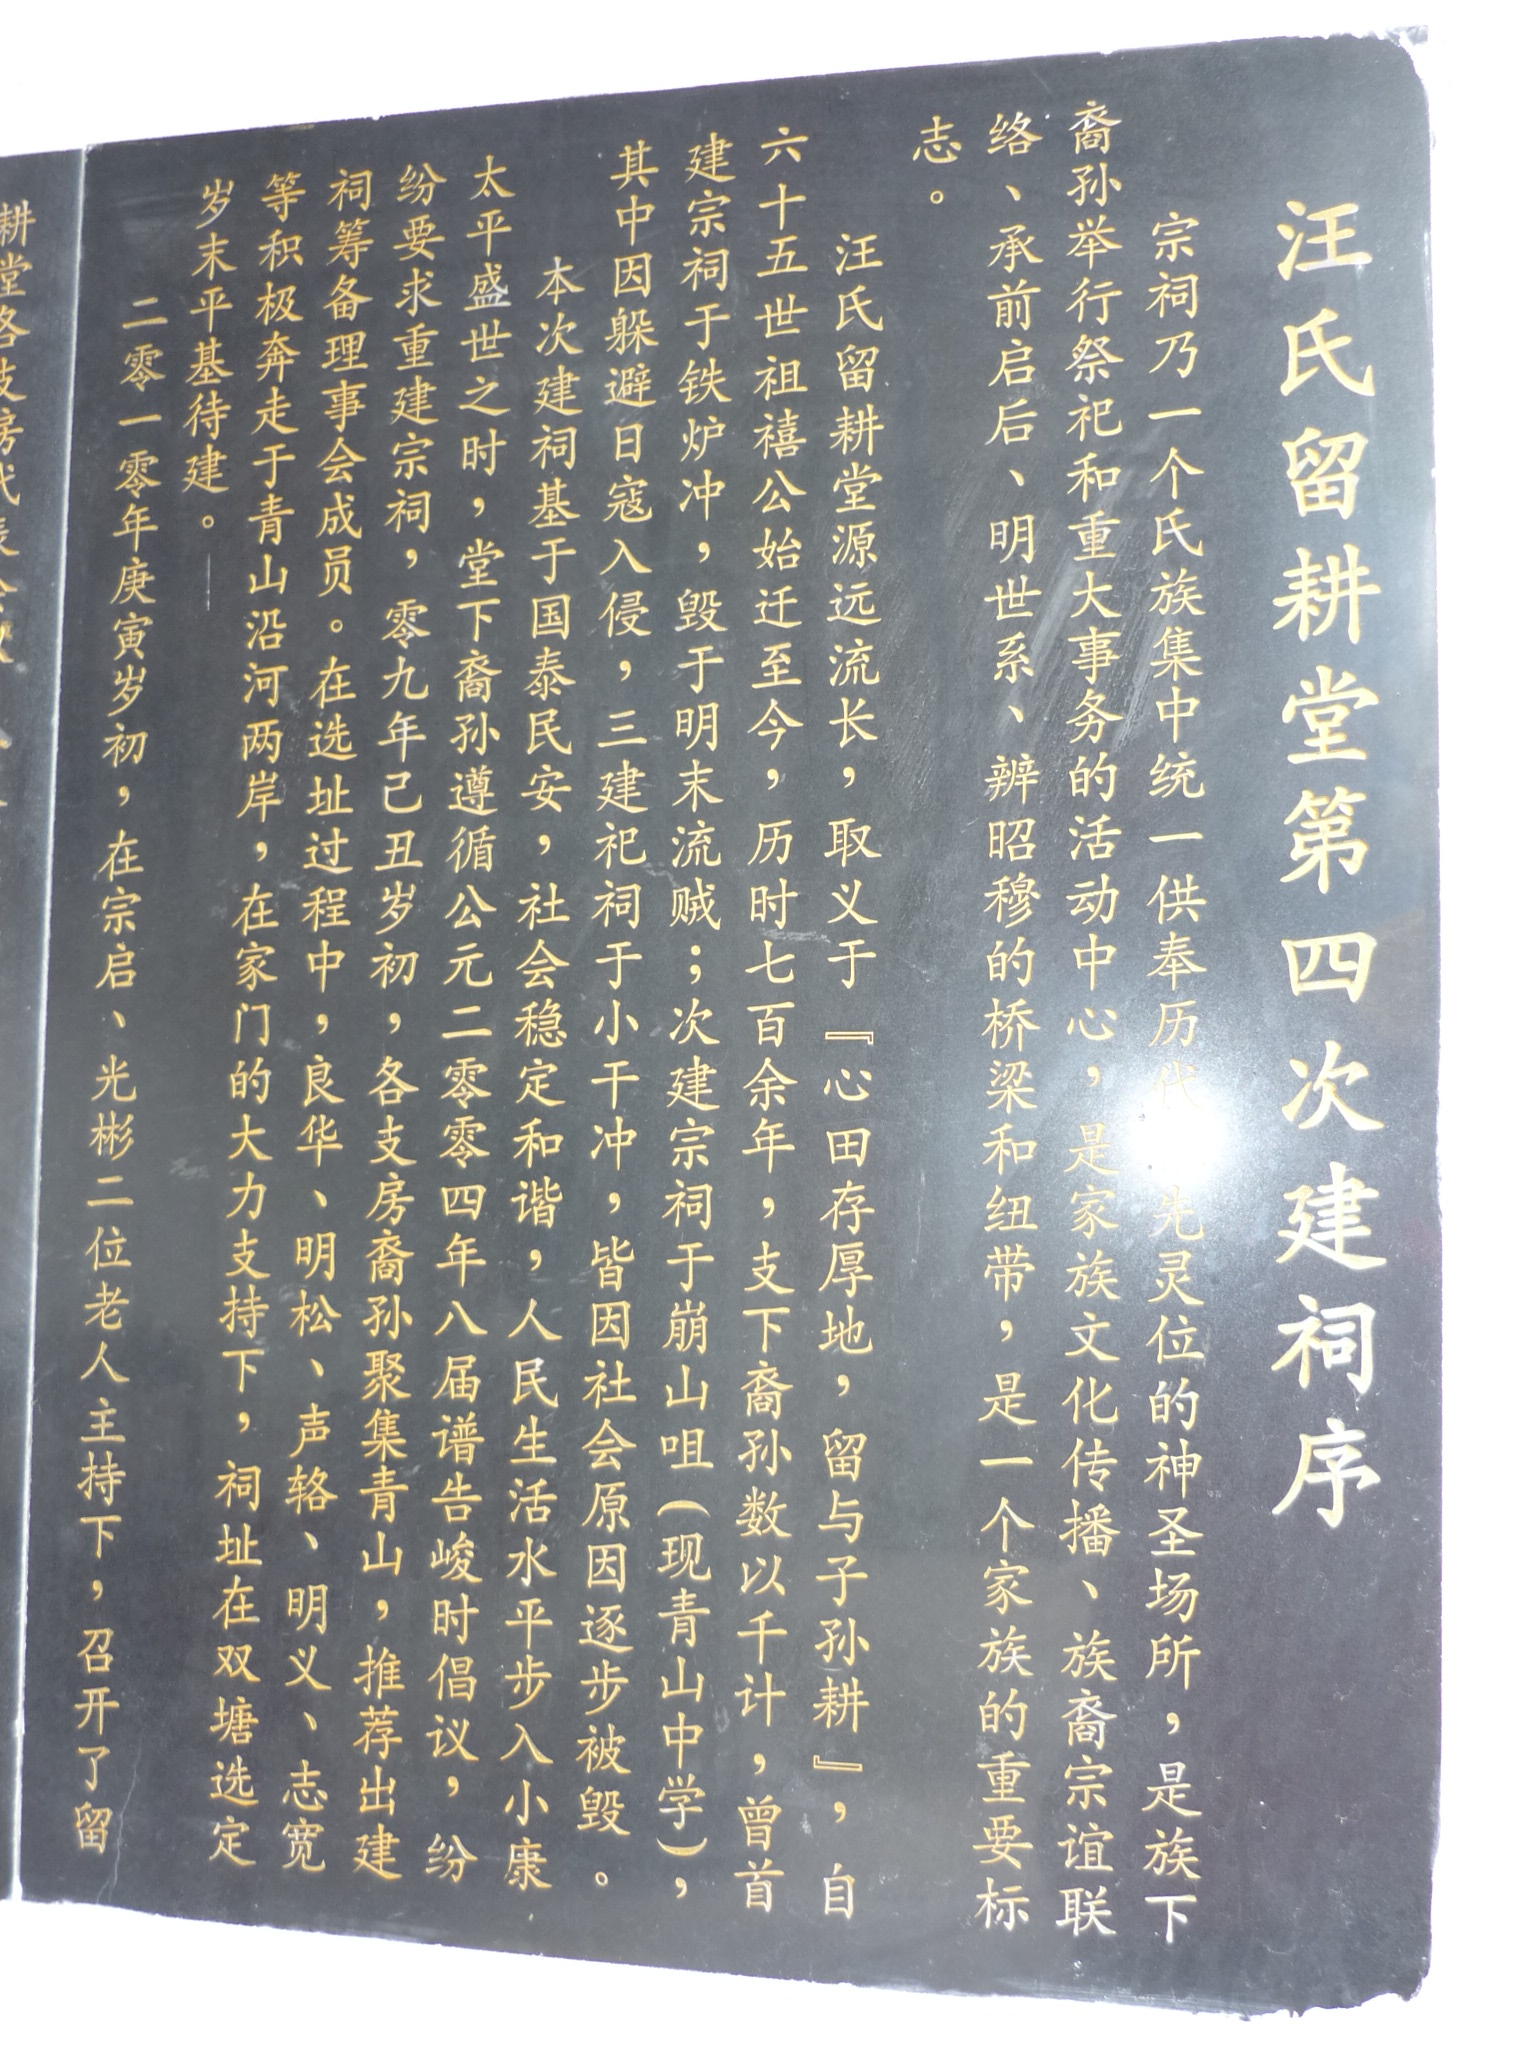 汪氏留耕堂第四次建祠序
宗祠乃一个氏族集中统一供奉历代先灵位的神圣场所，是族下
裔孙举行祭祀和重大事务的活动中心，是家族文化传播、族裔宗谊联
络、承前启后、明世系、辨昭穆的桥梁和纽带，是一个家族的重要标
志。
汪氏留耕堂源远流长，取义于『心田存厚地，留与子孙耕』，自
六十五世祖禧公始迁至今，历时七百余年，支下裔孙数以千计，曾首
建宗祠于铁炉冲，毁于明末流贼；次建宗祠于崩山咀（现青山中学），
其中因躲避日寇入侵，三建祀祠于小干冲，皆因社会原因逐步被毁。
本次建祠基于国泰民安，社会稳定和谐，人民生活水平步入小康
太平盛世之时，堂下裔孙遵循公元二零零四年八届谱告峻时倡议，纷
纷要求重建宗祠，零九年己丑岁初，各支房裔孙聚集青山，推荐出建
祠筹备理事会成员。在选址过程中，良华、明松、声辂、明义、志宽
等积极奔走于青山沿河两岸，在家门的大力支持下，祠址在双塘选定
岁末平基待建。
二零一零年庚寅岁初，在宗启、光彬二位老人主持下，召开了留
耕堂各支房代表会